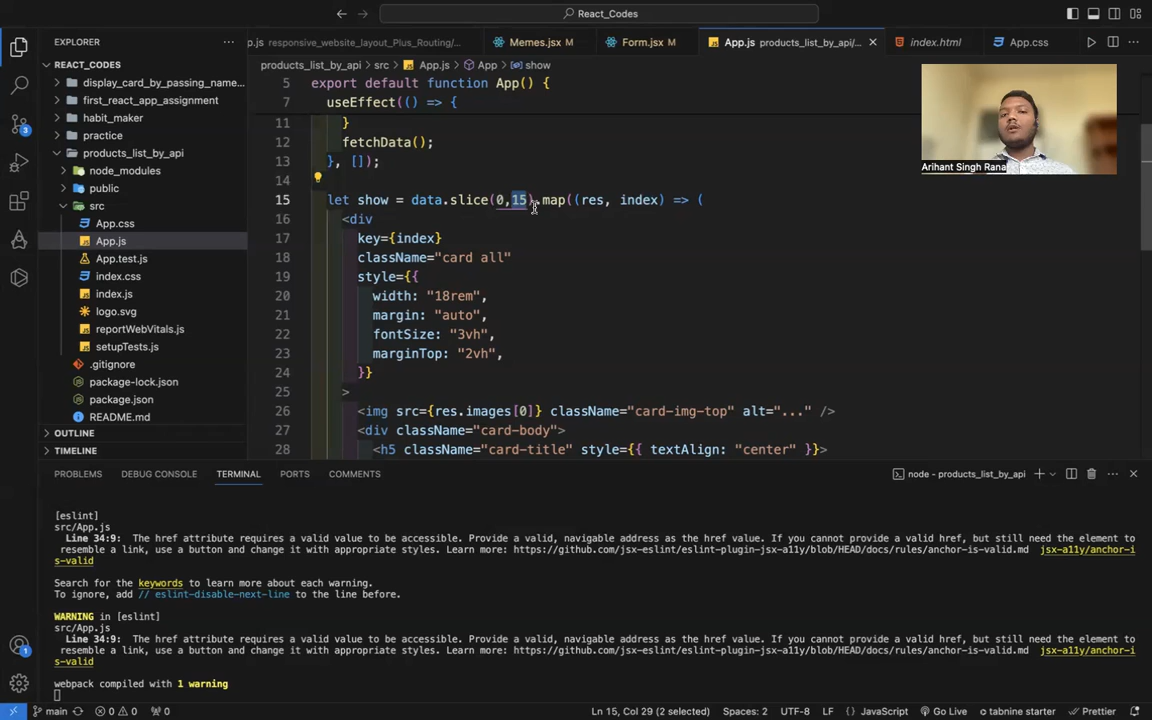 React_Codes
EXPLORER
REACT_CODES
display_card_by_passing_name...
first_react_app_assignment
habit_maker
practice
products_list_by_api
node_modules
public
src
App.css
App.js
App.test.js
index.css
index.js
logo.svg
reportWebVitals.js
setupTests.js
.gitignore
package-lock.json
package.json
README.md
OUTLINE
TIMELINE
p.js responsive_website_layout_Plus_Routing/... Memes.jsx M Form.jsx M App.js products_list_by_api/... index.html App.css
products_list_by_api > src > App.js > App > show
5 export default function App() {
7 useEffect(() => {
11 }
12 fetchData();
13 }, []);
14
15 let show = data.slice(0,15).map((res, index) => (
16 <div
17 key={index}
18 className="card all"
19 style={{
20 width: "18rem",
21 margin: "auto",
22 fontSize: "3vh",
23 marginTop: "2vh",
24 }}
25 >
26 <img src={res.images[0]} className="card-img-top" alt="..." />
27 <div className="card-body">
28 <h5 className="card-title" style={{ textAlign: "center" }}>
Arihant Singh Rana
PROBLEMS DEBUG CONSOLE TERMINAL PORTS COMMENTS
node - products_list_by_api
[eslint]
src/App.js
Line 34:9: The href attribute requires a valid value to be accessible. Provide a valid, navigable address as the href value. If you cannot provide a valid href, but still need the element to
resemble a link, use a button and change it with appropriate styles. Learn more: https://github.com/jsx-eslint/eslint-plugin-jsx-a11y/blob/HEAD/docs/rules/anchor-is-valid.md jsx-a11y/anchor-i
s-valid
Search for the keywords to learn more about each warning.
To ignore, add // eslint-disable-next-line to the line before.
WARNING in [eslint]
src/App.js
Line 34:9: The href attribute requires a valid value to be accessible. Provide a valid, navigable address as the href value. If you cannot provide a valid href, but still need the element to
resemble a link, use a button and change it with appropriate styles. Learn more: https://github.com/jsx-eslint/eslint-plugin-jsx-a11y/blob/HEAD/docs/rules/anchor-is-valid.md jsx-a11y/anchor-i
s-valid
webpack compiled with 1 warning
3
1
main 0 0 0 Ln 15, Col 29 (2 selected) Spaces: 2 UTF-8 LF {} JavaScript Go Live tabnine starter Prettier